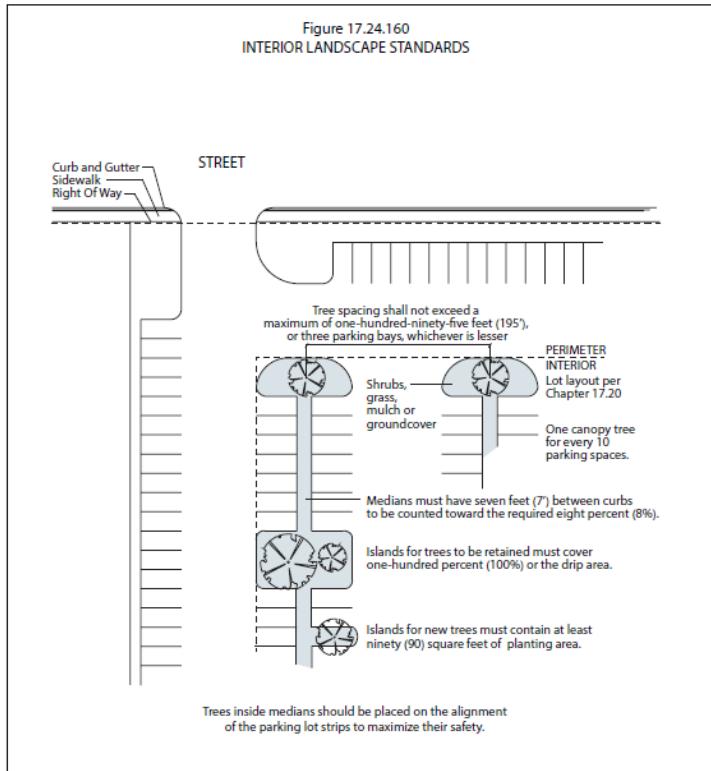 Figure 17.24.160
INTERIOR LANDSCAPE STANDARDS
STREET
Curb and Gutter
Sidewalk
Right Of Way
Tree spacing shall not exceed a
maximum of one-hundred-ninety-five feet (195'),
or three parking bays, whichever is lesser
PERIMETER
INTERIOR
Lot layout per
Chapter 17.20
Shrubs,
grass,
mulch or
groundcover
One canopy tree
for every 10
parking spaces.
Medians must have seven feet (7') between curbs
to be counted toward the required eight percent (8%).
Islands for trees to be retained must cover
one-hundred percent (100%) or the drip area.
Islands for new trees must contain at least
ninety (90) square feet of planting area.
Trees inside medians should be placed on the alignment
of the parking lot strips to maximize their safety.